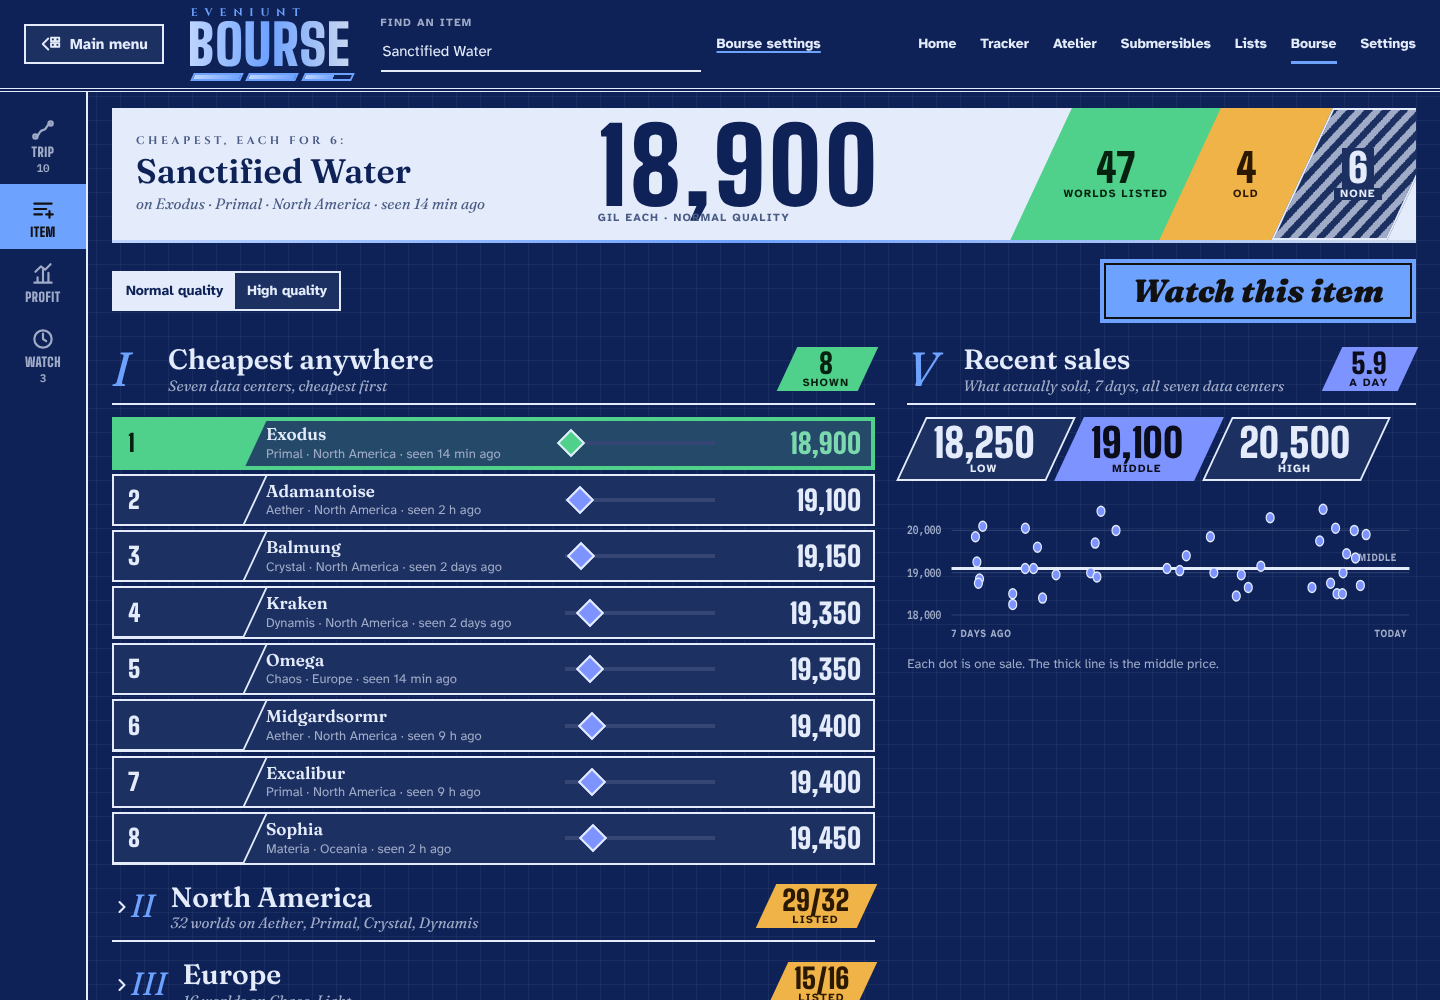 Main menu
EVENIUNT
BOURSE
FIND AN ITEM
Sanctified Water
Bourse settings
Home
Tracker
Atelier
Submersibles
Lists
Bourse
Settings
TRIP
10
ITEM
PROFIT
WATCH
3
CHEAPEST, EACH FOR 6:
Sanctified Water
on Exodus · Primal · North America · seen 14 min ago
18,900
GIL EACH · NORMAL QUALITY
47
WORLDS LISTED
4
OLD
6
NONE
Normal quality
High quality
Watch this item
I
Cheapest anywhere
Seven data centers, cheapest first
8
SHOWN
1
Exodus
Primal · North America · seen 14 min ago
18,900
2
Adamantoise
Aether · North America · seen 2 h ago
19,100
3
Balmung
Crystal · North America · seen 2 days ago
19,150
4
Kraken
Dynamis · North America · seen 2 days ago
19,350
5
Omega
Chaos · Europe · seen 14 min ago
19,350
6
Midgardsormr
Aether · North America · seen 9 h ago
19,400
7
Excalibur
Primal · North America · seen 9 h ago
19,400
8
Sophia
Materia · Oceania · seen 2 h ago
19,450
II
North America
32 worlds on Aether, Primal, Crystal, Dynamis
29/32
LISTED
III
Europe
16 worlds on Chaos, Light
15/16
LISTED
V
Recent sales
What actually sold, 7 days, all seven data centers
5.9
A DAY
18,250
LOW
19,100
MIDDLE
20,500
HIGH
20,000
MIDDLE
19,000
18,000
7 DAYS AGO
TODAY
Each dot is one sale. The thick line is the middle price.